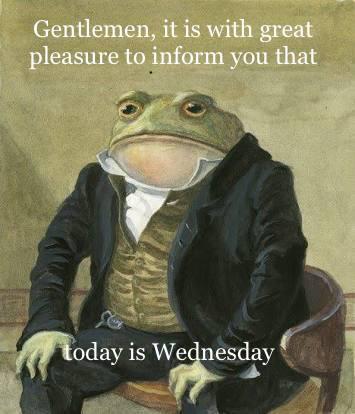 Gentlemen, it is with great
pleasure to inform you that
today is Wednesday